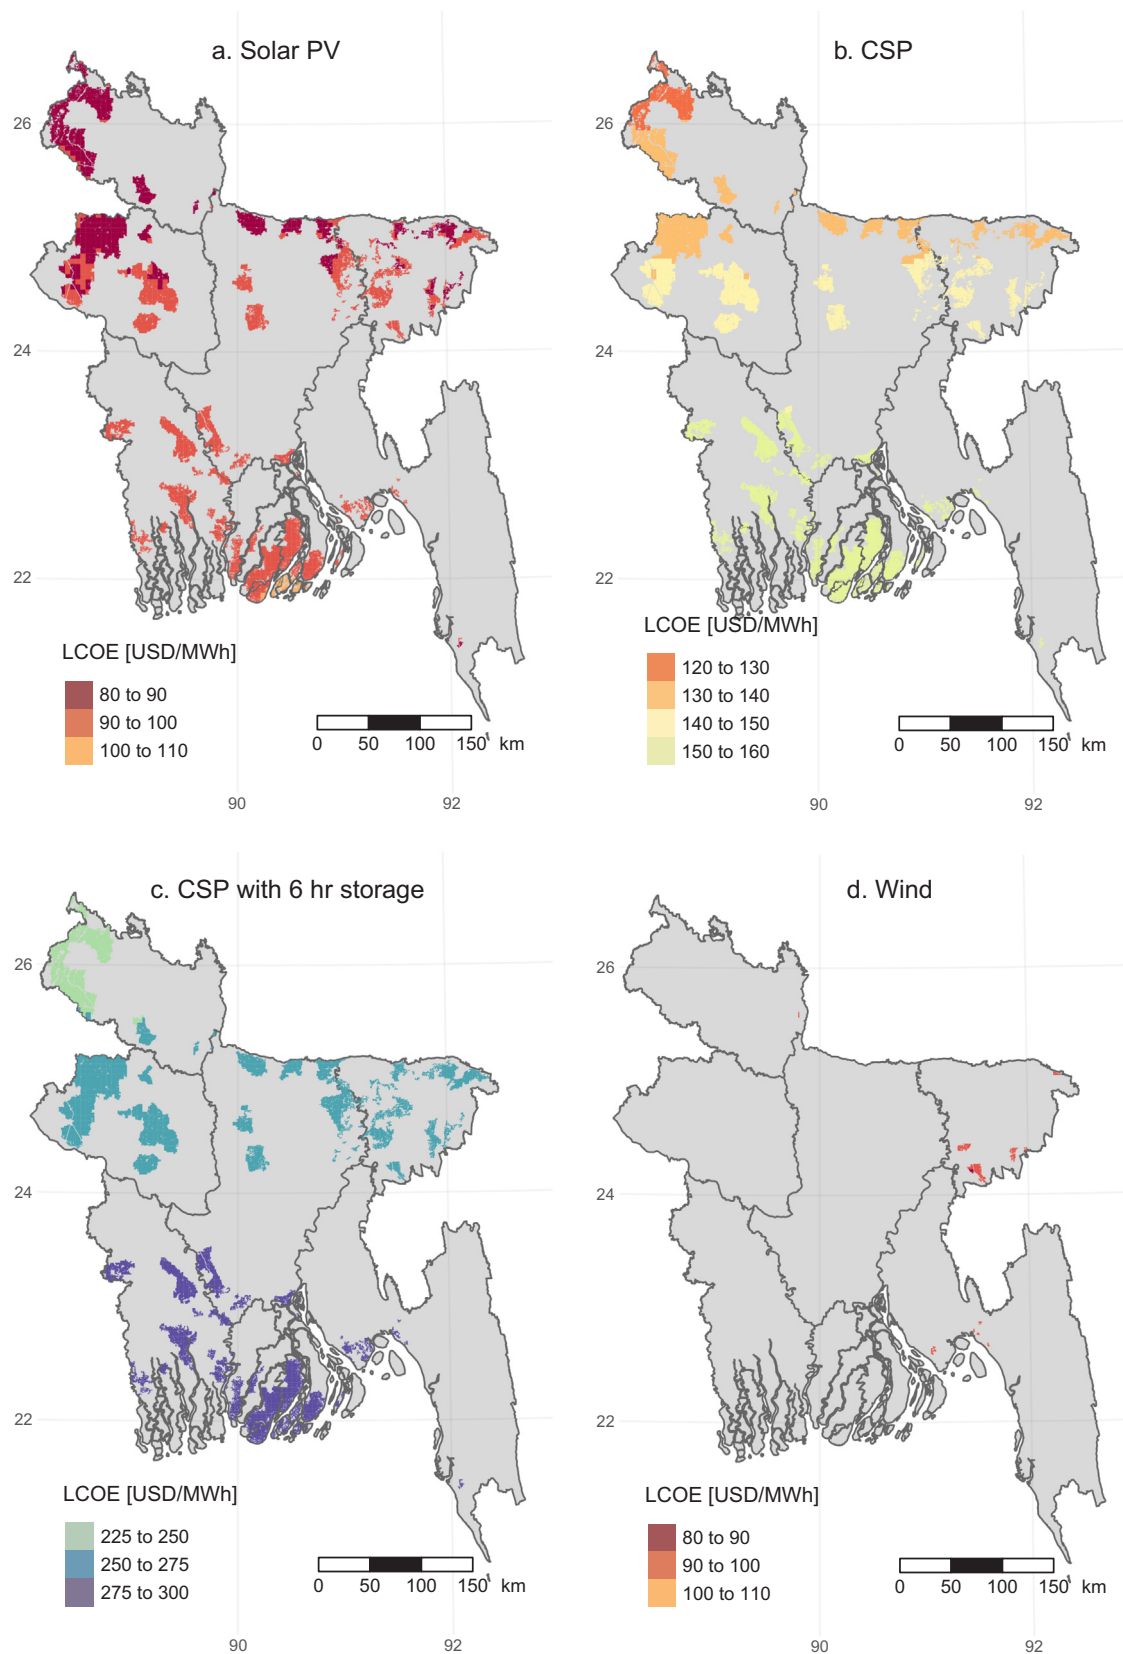 a. Solar PV
26
24
22
LCOE [USD/MWh]
80 to 90
90 to 100
100 to 110
0 50 100 150 km
90 92
b. CSP
26
24
22
LCOE [USD/MWh]
120 to 130
130 to 140
140 to 150
150 to 160
0 50 100 150 km
90 92
c. CSP with 6 hr storage
26
24
22
LCOE [USD/MWh]
225 to 250
250 to 275
275 to 300
0 50 100 150 km
90 92
d. Wind
26
24
22
LCOE [USD/MWh]
80 to 90
90 to 100
100 to 110
0 50 100 150 km
90 92